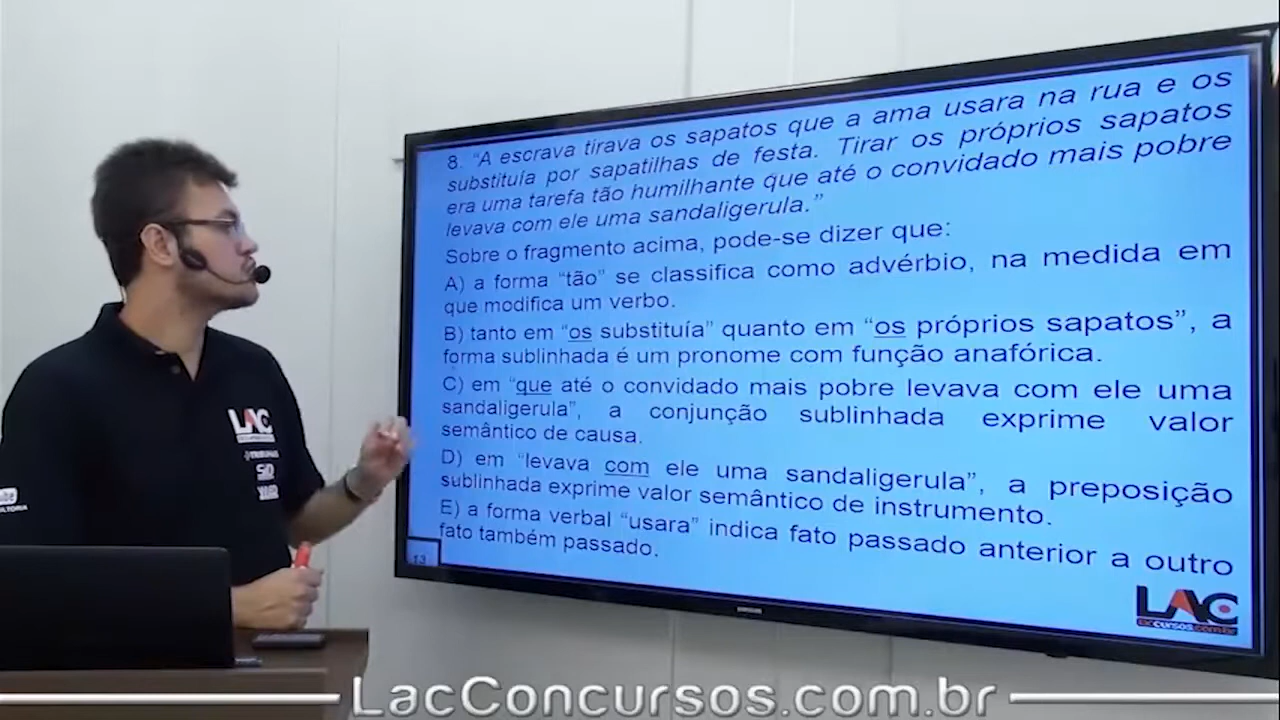 8. “A escrava tirava os sapatos que a ama usara na rua e os
substituía por sapatilhas de festa. Tirar os próprios sapatos
era uma tarefa tão humilhante que até o convidado mais pobre
levava com ele uma sandaligerula.”
Sobre o fragmento acima, pode-se dizer que:
A) a forma “tão” se classifica como advérbio, na medida em
que modifica um verbo.
B) tanto em “os substituía” quanto em “os próprios sapatos”, a
forma sublinhada é um pronome com função anafórica.
C) em “que até o convidado mais pobre levava com ele uma
sandaligerula”, a conjunção sublinhada exprime valor
semântico de causa.
D) em “levava com ele uma sandaligerula”, a preposição
sublinhada exprime valor semântico de instrumento.
E) a forma verbal “usara” indica fato passado anterior a outro
fato também passado.
13
LAC
laccursos.com.br
SAMSUNG
LAC
LacConcursos.com.br